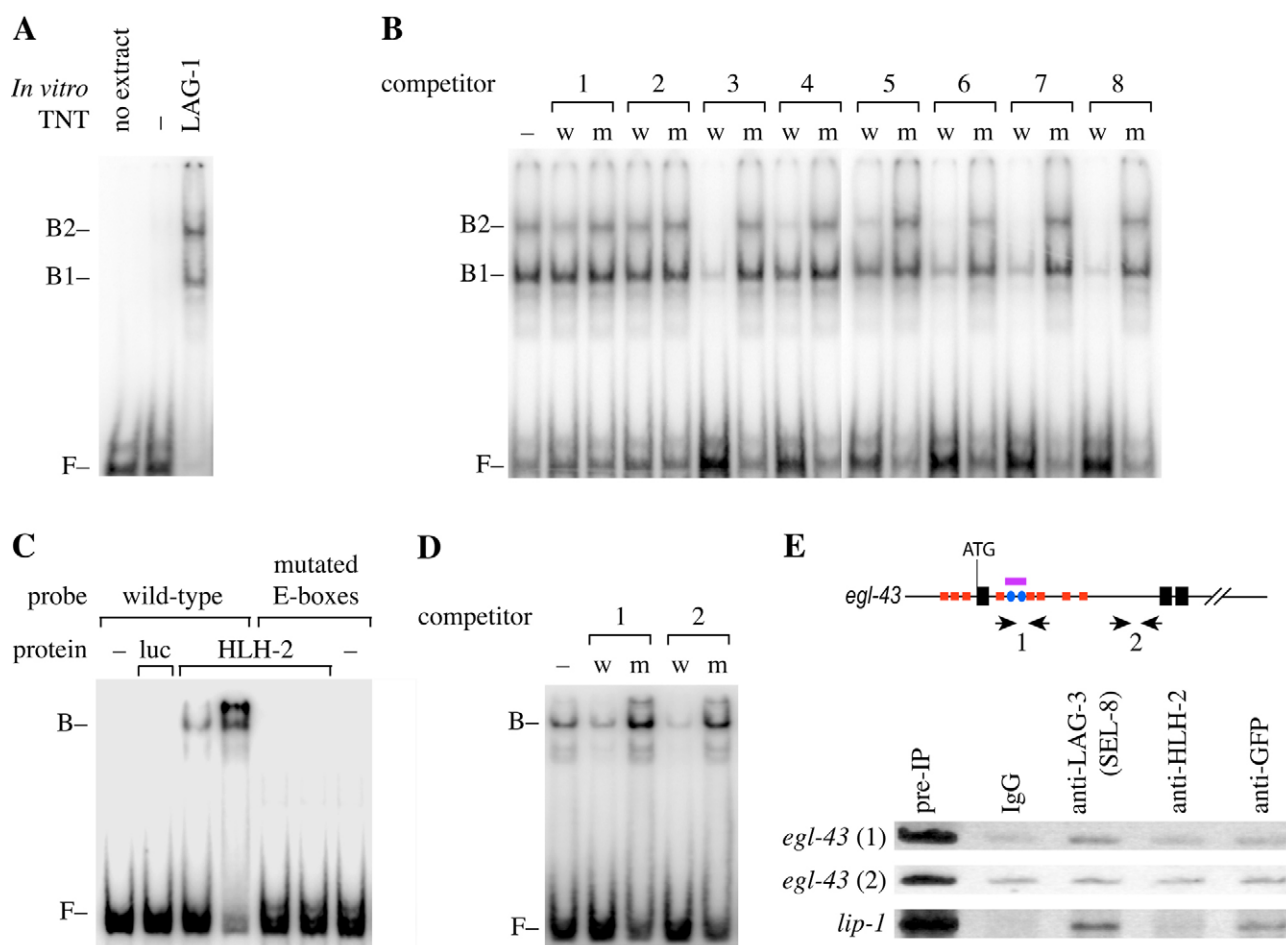 A
In vitro
TNT
no extract
–
LAG-1
B2–
B1–
F–
B
competitor 1 2 3 4 5 6 7 8
– w m w m w m w m w m w m w m w m
B2–
B1–
F–
C
mutated
probe wild-type E-boxes
protein – luc HLH-2 –
B–
F–
D
competitor 1 2
– w m w m
B–
F–
E
ATG
egl-43
1 2
pre-IP
IgG
anti-LAG-3
(SEL-8)
anti-HLH-2
anti-GFP
egl-43 (1)
egl-43 (2)
lip-1